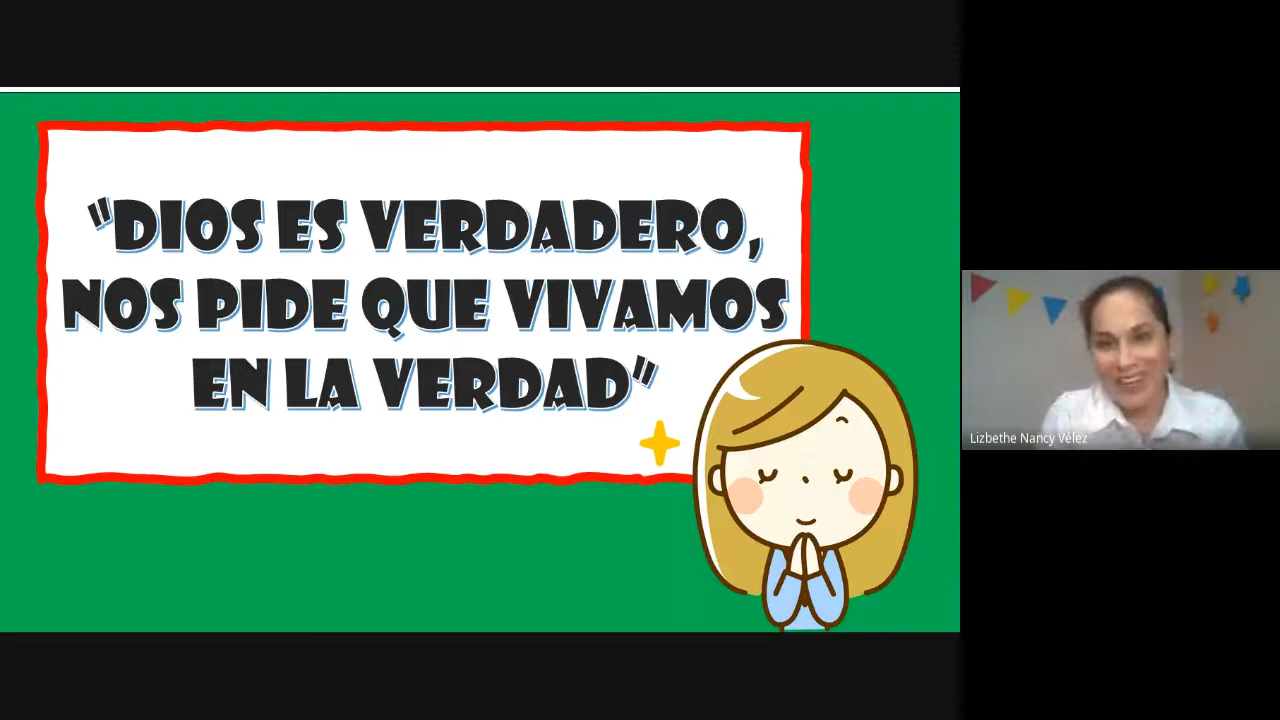 “DIOS ES VERDADERO,
NOS PIDE QUE VIVAMOS
EN LA VERDAD”
Lizbethe Nancy Vélez